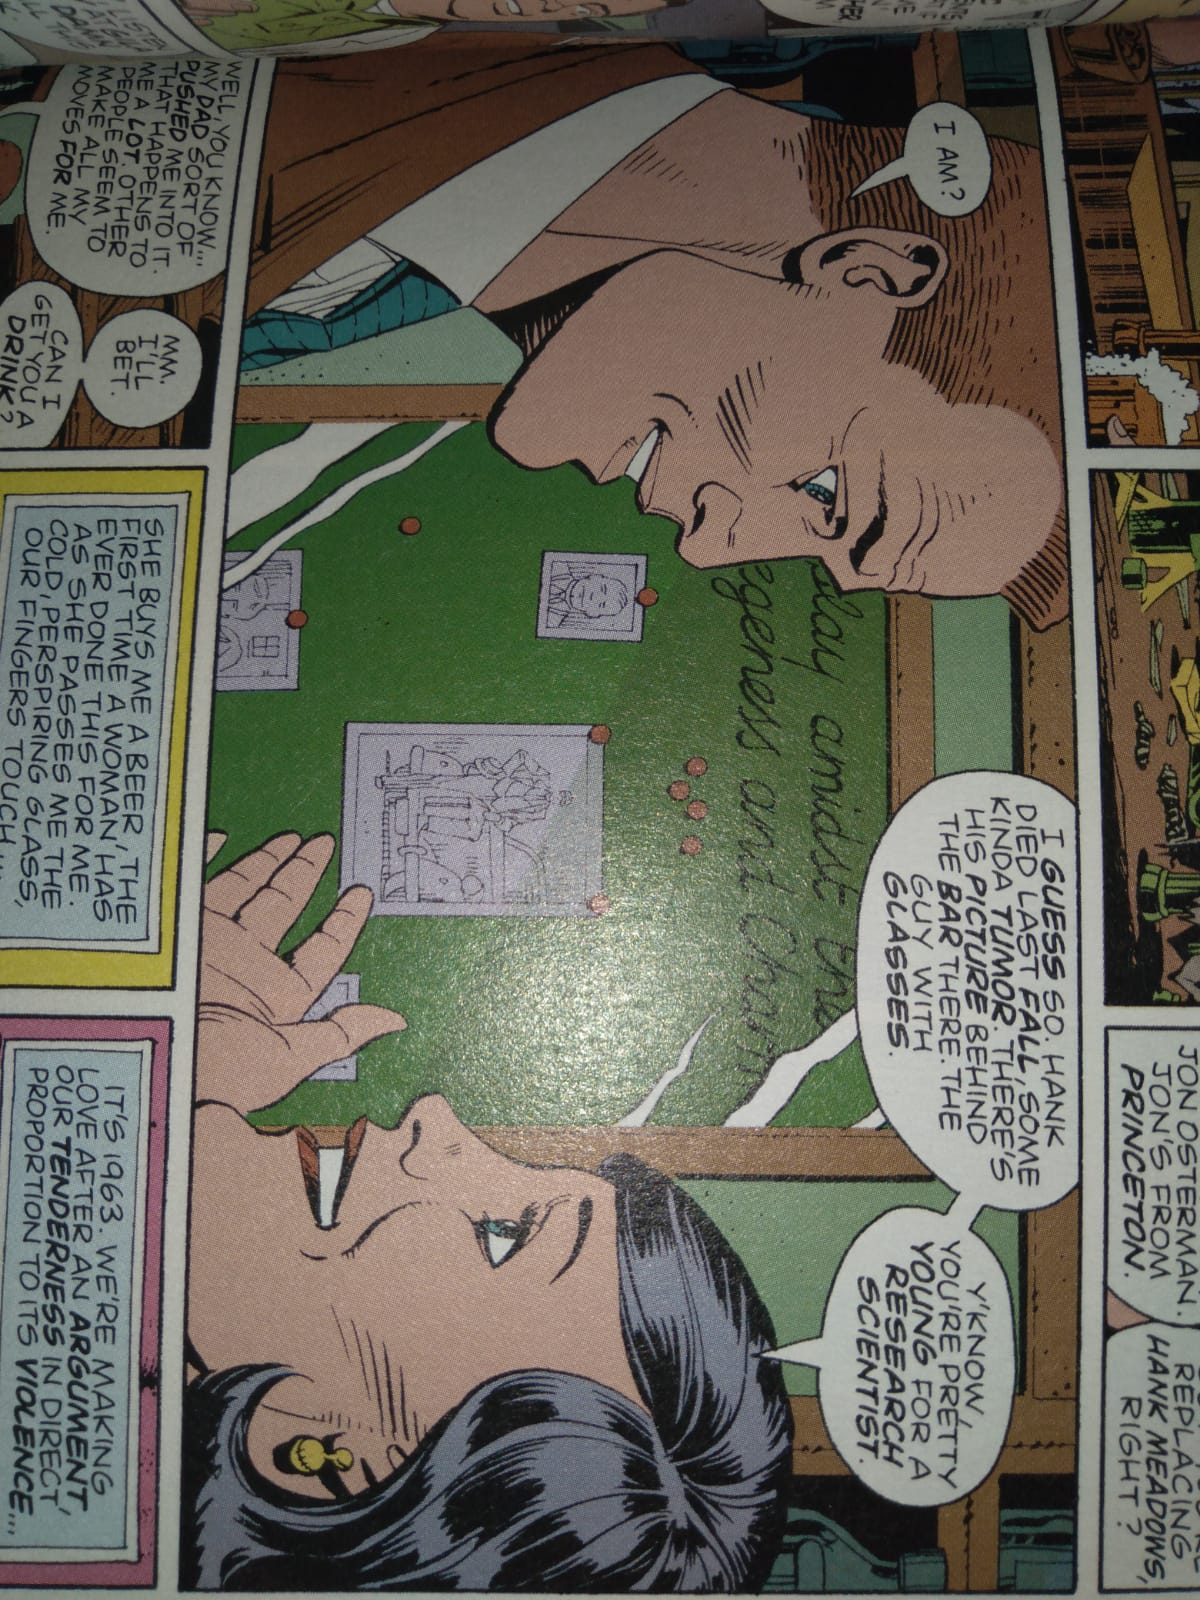 JON OSTERMAN.
JON'S FROM
PRINCETON.
REPLACING
HANK MEADOWS,
RIGHT?
I AM?
I GUESS SO. HANK
DIED LAST FALL, SOME
KINDA TUMOR. THERE'S
HIS PICTURE BEHIND
THE BAR THERE. THE
GUY WITH
GLASSES.
Y'KNOW,
YOU'RE PRETTY
YOUNG FOR A
RESEARCH
SCIENTIST.
amidst the
and Charm
WELL, YOU KNOW...
MY DAD SORT OF
PUSHED ME INTO IT.
THAT HAPPENS TO
ME A LOT. OTHER
PEOPLE SEEM TO
MAKE ALL MY
MOVES FOR ME.
MM.
I'LL
BET.
CAN I
GET YOU A
DRINK?
SHE BUYS ME A BEER, THE
FIRST TIME A WOMAN HAS
EVER DONE THIS FOR ME.
AS SHE PASSES ME THE
COLD, PERSPIRING GLASS,
OUR FINGERS TOUCH...
IT'S 1963. WE'RE MAKING
LOVE AFTER AN ARGUMENT,
OUR TENDERNESS IN DIRECT
PROPORTION TO ITS VIOLENCE...